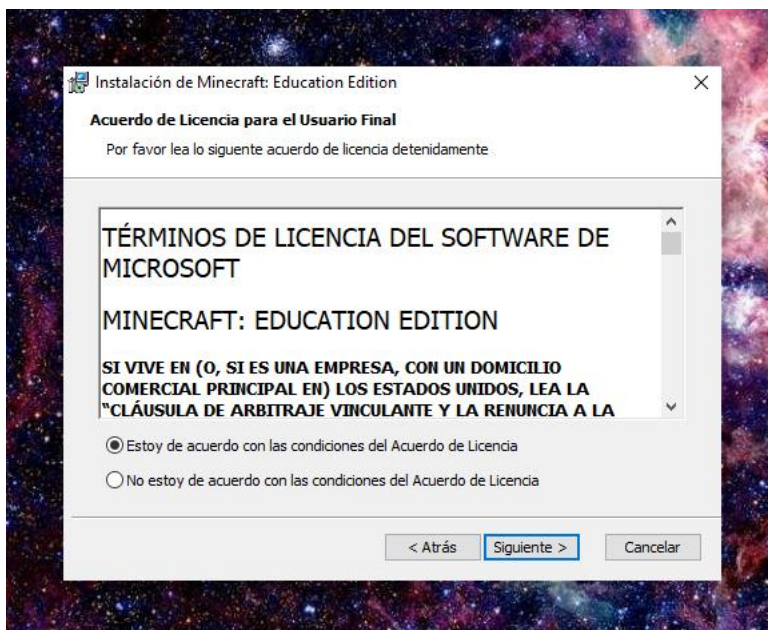 Instalación de Minecraft: Education Edition
Acuerdo de Licencia para el Usuario Final
Por favor lea lo siguente acuerdo de licencia detenidamente
TÉRMINOS DE LICENCIA DEL SOFTWARE DE
MICROSOFT
MINECRAFT: EDUCATION EDITION
SI VIVE EN (O, SI ES UNA EMPRESA, CON UN DOMICILIO
COMERCIAL PRINCIPAL EN) LOS ESTADOS UNIDOS, LEA LA
“CLÁUSULA DE ARBITRAJE VINCULANTE Y LA RENUNCIA A LA
Estoy de acuerdo con las condiciones del Acuerdo de Licencia
No estoy de acuerdo con las condiciones del Acuerdo de Licencia
< Atrás Siguiente > Cancelar